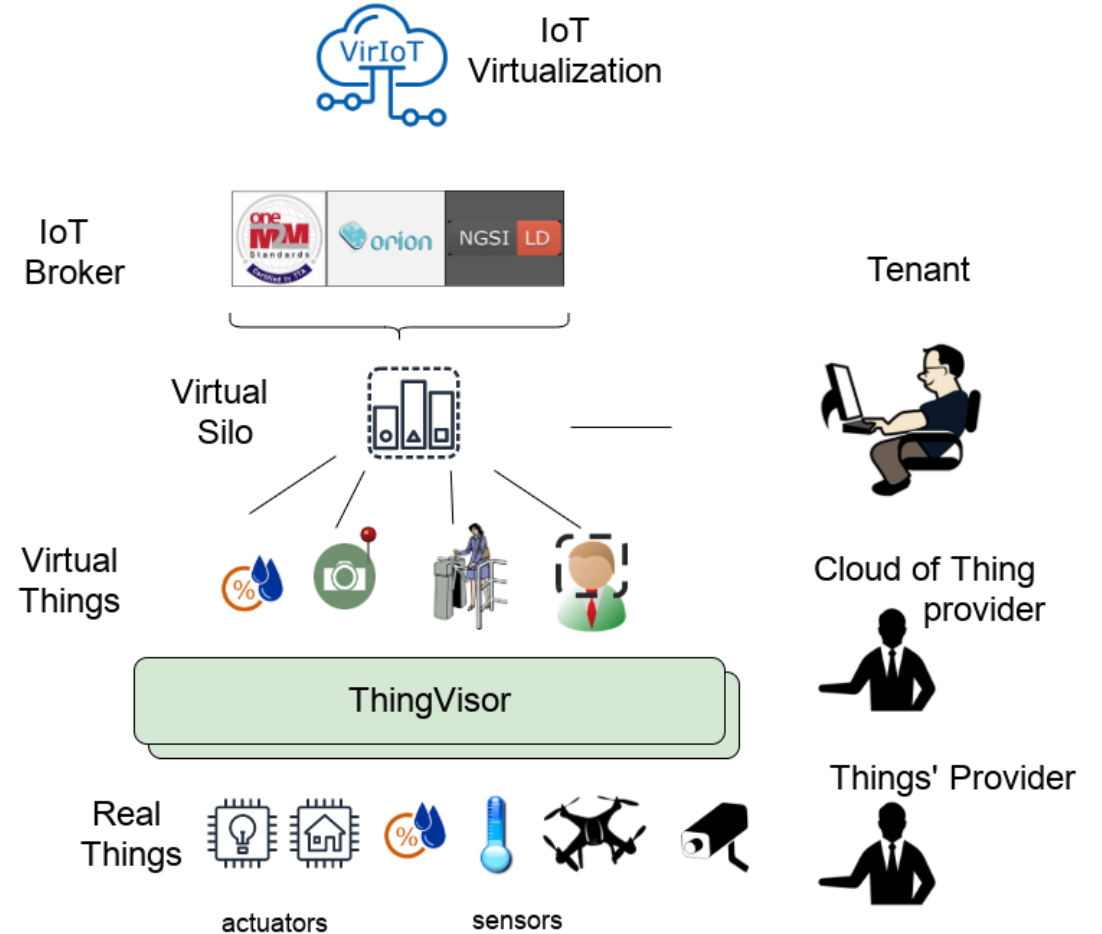 VirIoT
IoT
Virtualization
IoT
Broker
one
M2M
Standards
Certified by TTA
orion
NGSI LD
Tenant
Virtual
Silo
Virtual
Things
%
Cloud of Thing
provider
ThingVisor
Things' Provider
Real
Things
%
actuators
sensors